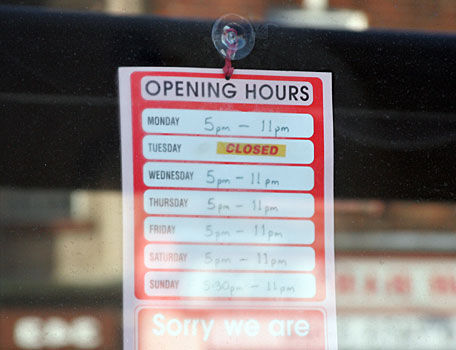 OPENING HOURS
MONDAY 5pm - 11pm
TUESDAY CLOSED
WEDNESDAY 5pm - 11pm
THURSDAY 5pm - 11pm
FRIDAY 5pm - 11pm
SATURDAY 5pm - 11pm
SUNDAY 5·30pm - 11pm
Sorry we are